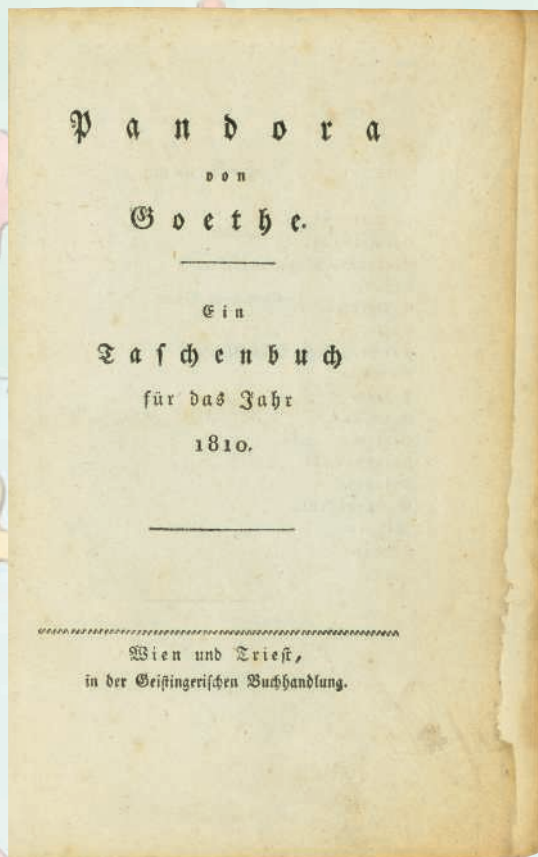 Pandora
von
Goethe.
Ein
Taſchenbuch
für das Jahr
1810.
Wien und Trieſt,
in der Geiſtingeriſchen Buchhandlung.